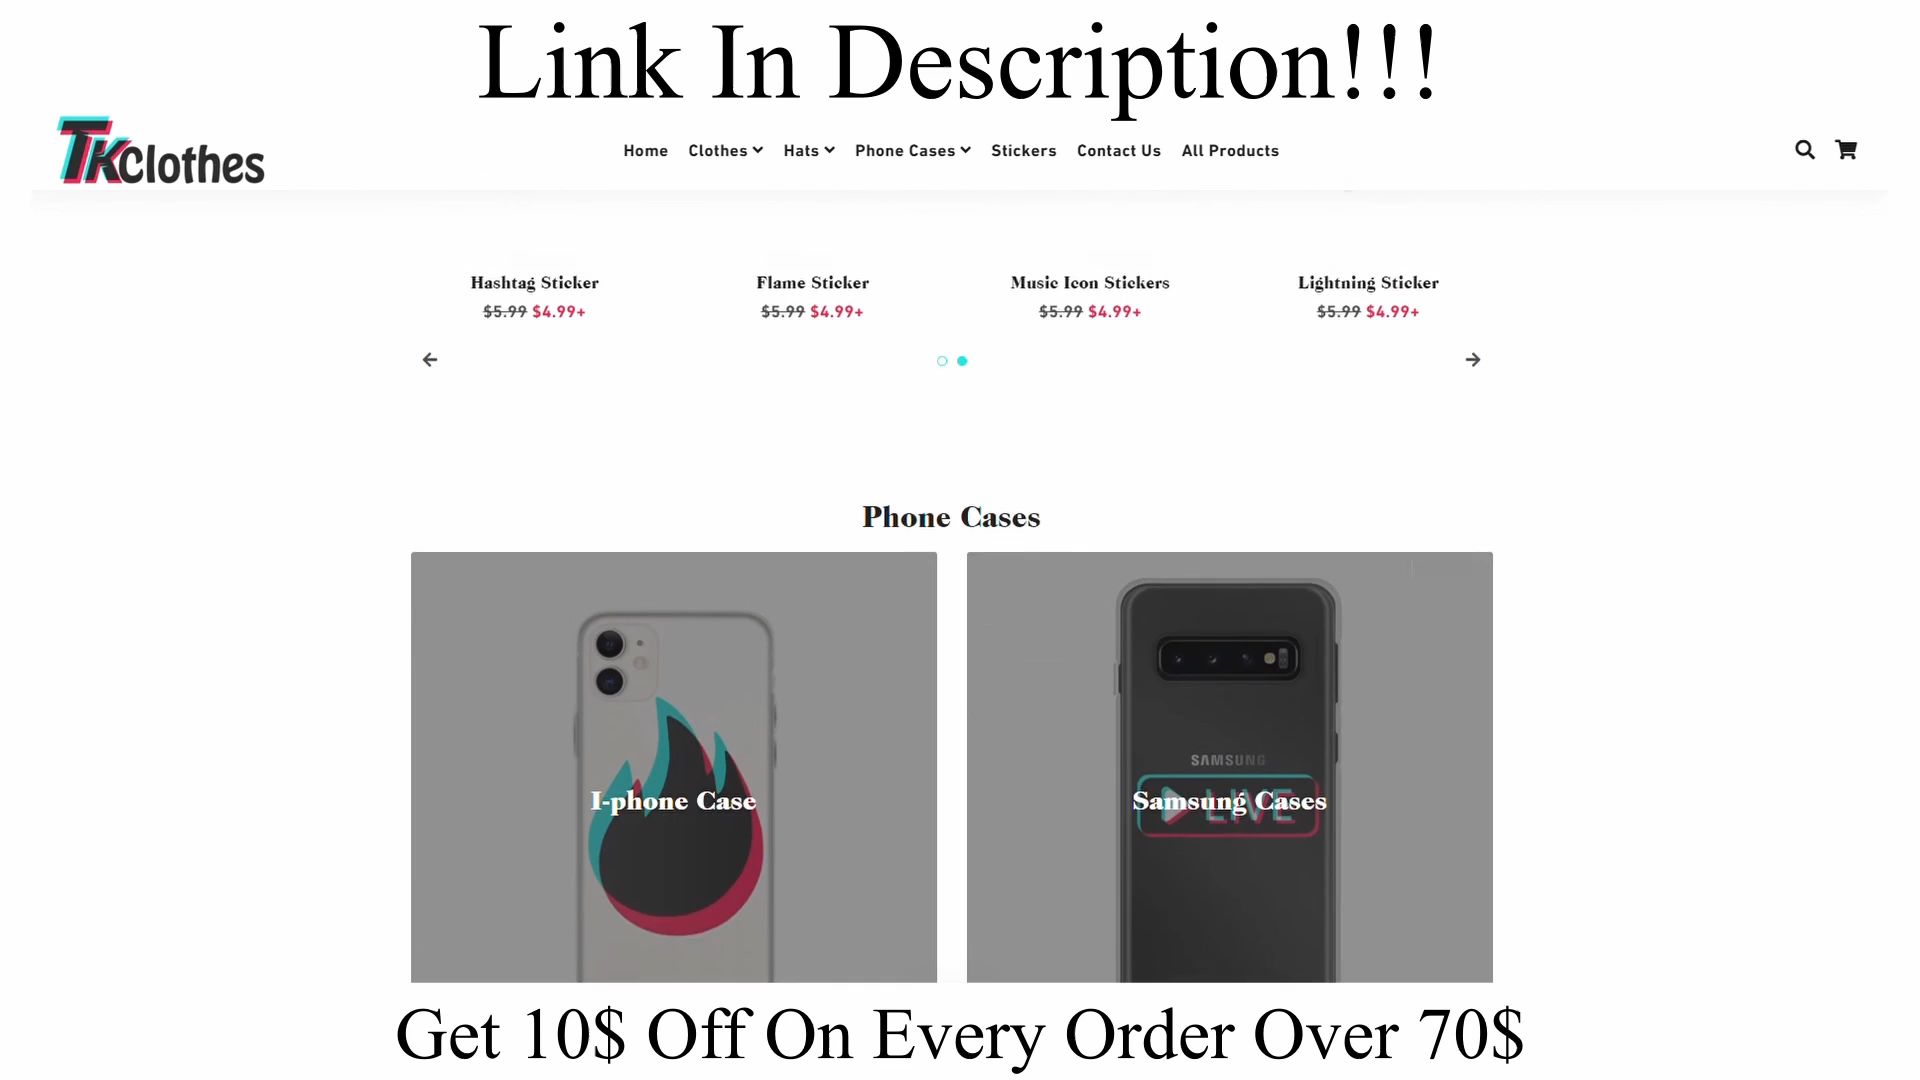 Link In Description!!!
TKClothes
Home Clothes Hats Phone Cases Stickers Contact Us All Products
Hashtag Sticker Flame Sticker Music Icon Stickers Lightning Sticker
$5.99 $4.99+ $5.99 $4.99+ $5.99 $4.99+ $5.99 $4.99+
Phone Cases
SAMSUNG
LIVE
I-phone Case Samsung Cases
Get 10$ Off On Every Order Over 70$